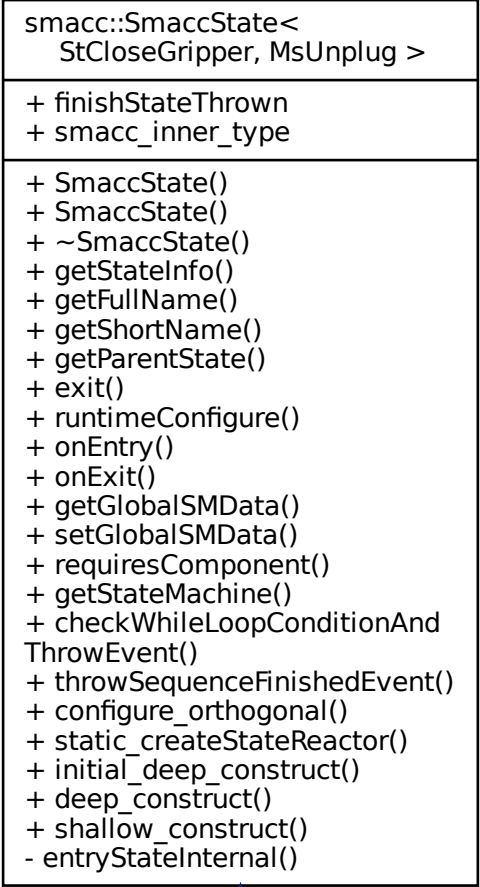 smacc::SmaccState<
StCloseGripper, MsUnplug >
+ finishStateThrown
+ smacc_inner_type
+ SmaccState()
+ SmaccState()
+ ~SmaccState()
+ getStateInfo()
+ getFullName()
+ getShortName()
+ getParentState()
+ exit()
+ runtimeConfigure()
+ onEntry()
+ onExit()
+ getGlobalSMData()
+ setGlobalSMData()
+ requiresComponent()
+ getStateMachine()
+ checkWhileLoopConditionAnd
ThrowEvent()
+ throwSequenceFinishedEvent()
+ configure_orthogonal()
+ static_createStateReactor()
+ initial_deep_construct()
+ deep_construct()
+ shallow_construct()
- entryStateInternal()